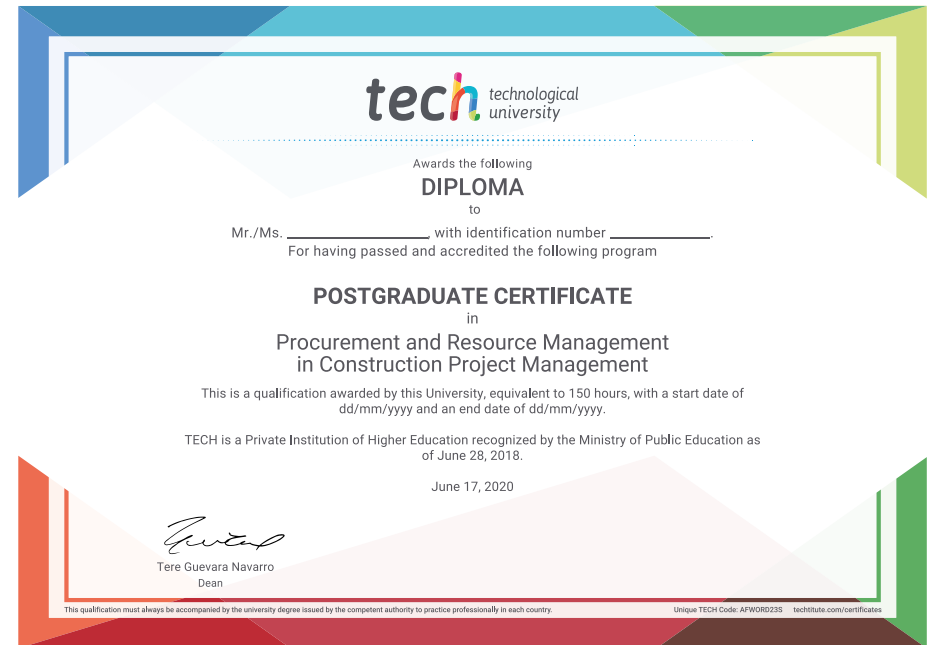 tech technological
university
Awards the following
DIPLOMA
to
Mr./Ms. ____________________, with identification number ______________.
For having passed and accredited the following program
POSTGRADUATE CERTIFICATE
in
Procurement and Resource Management
in Construction Project Management
This is a qualification awarded by this University, equivalent to 150 hours, with a start date of
dd/mm/yyyy and an end date of dd/mm/yyyy.
TECH is a Private Institution of Higher Education recognized by the Ministry of Public Education as
of June 28, 2018.
June 17, 2020
Tere Guevara Navarro
Dean
This qualification must always be accompanied by the university degree issued by the competent authority to practice professionally in each country.
Unique TECH Code: AFWORD23S techtitute.com/certificates